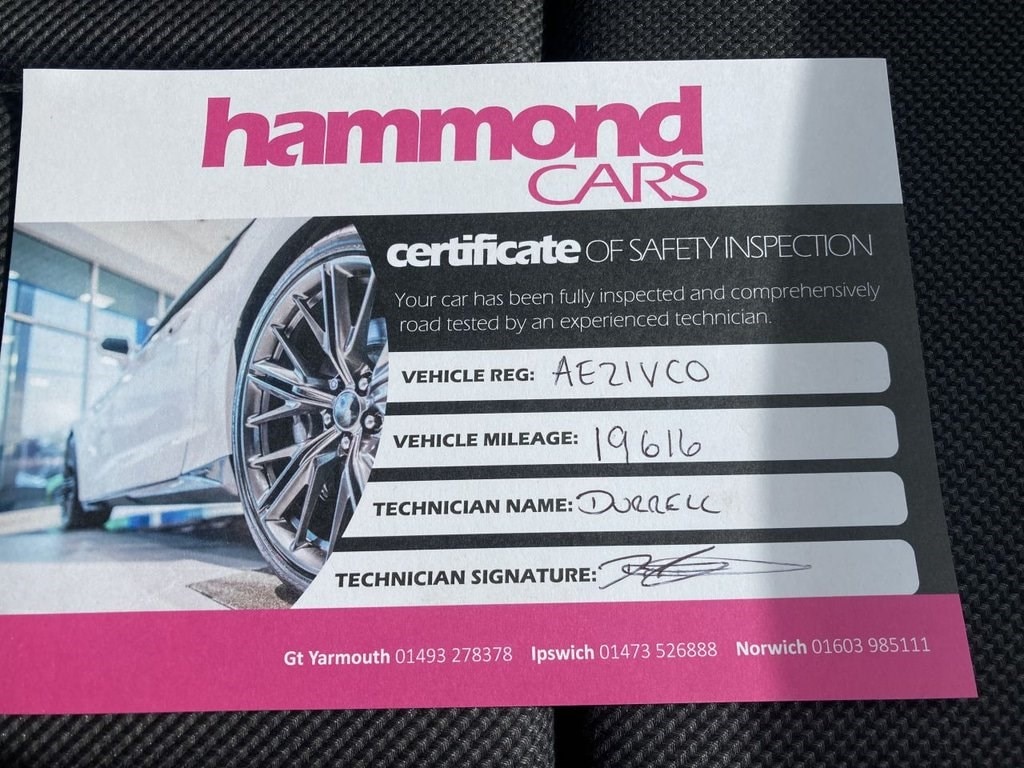 hammond
CARS
certificate OF SAFETY INSPECTION
Your car has been fully inspected and comprehensively
road tested by an experienced technician.
VEHICLE REG: AE21VCO
VEHICLE MILEAGE: 19616
TECHNICIAN NAME: DURRELL
TECHNICIAN SIGNATURE:
Gt Yarmouth 01493 278378 Ipswich 01473 526888 Norwich 01603 985111